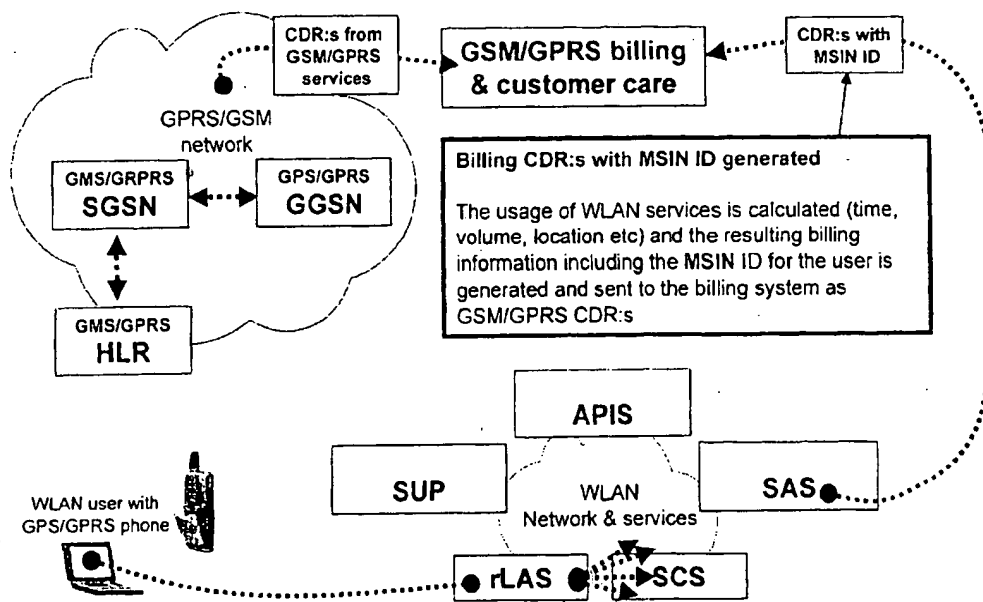 CDR:s from
GSM/GPRS
services
GSM/GPRS billing
& customer care
CDR:s with
MSIN ID
GPRS/GSM
network
GMS/GRPRS
SGSN
GPS/GPRS
GGSN
GMS/GPRS
HLR
Billing CDR:s with MSIN ID generated
The usage of WLAN services is calculated (time,
volume, location etc) and the resulting billing
information including the MSIN ID for the user is
generated and sent to the billing system as
GSM/GPRS CDR:s
APIS
SUP
WLAN
Network & services
SAS
WLAN user with
GPS/GPRS phone
rLAS
SCS